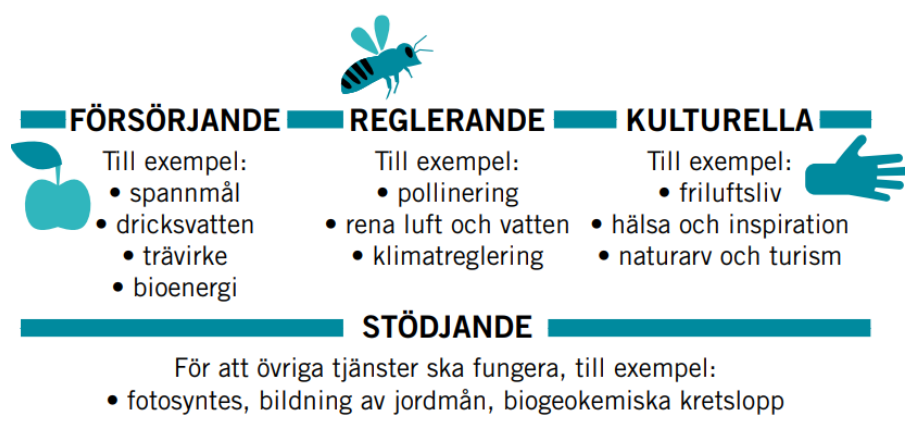 FÖRSÖRJANDE
Till exempel:
• spannmål
• dricksvatten
• trävirke
• bioenergi
REGLERANDE
Till exempel:
• pollinering
• rena luft och vatten
• klimatreglering
KULTURELLA
Till exempel:
• friluftsliv
• hälsa och inspiration
• naturarv och turism
STÖDJANDE
För att övriga tjänster ska fungera, till exempel:
• fotosyntes, bildning av jordmån, biogeokemiska kretslopp